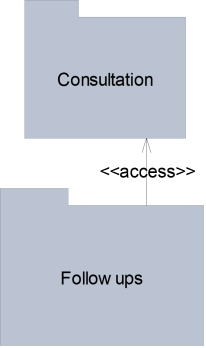 Consultation
<<access>>
Follow ups